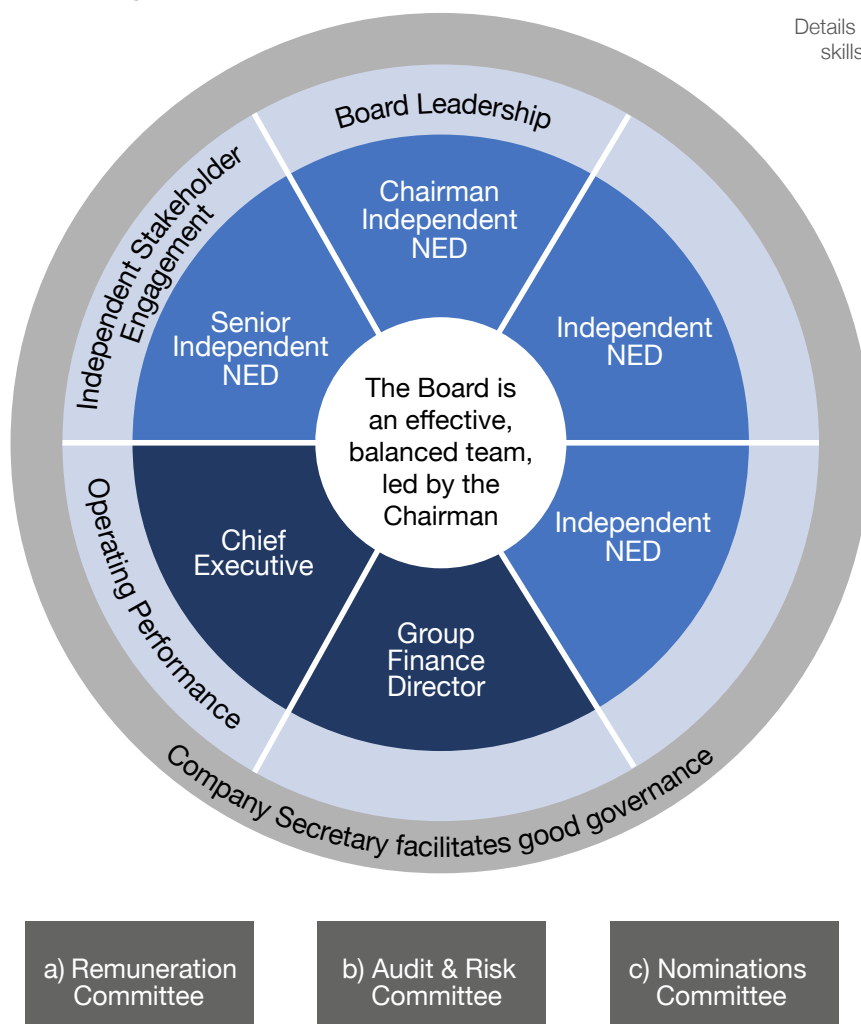 Details
skills
Board Leadership
Independent Stakeholder
Engagement
Chairman
Independent
NED
Senior
Independent
NED
Independent
NED
The Board is
an effective,
balanced team,
led by the
Chairman
Operating Performance
Chief
Executive
Independent
NED
Group
Finance
Director
Company Secretary facilitates good governance
a) Remuneration
Committee
b) Audit & Risk
Committee
c) Nominations
Committee